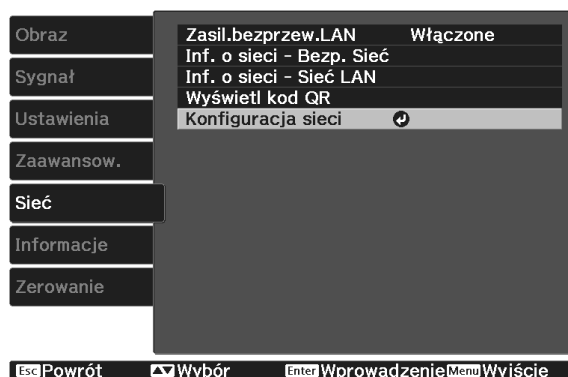 Obraz
Sygnał
Ustawienia
Zaawansow.
Sieć
Informacje
Zerowanie
Zasil.bezprzew.LAN Włączone
Inf. o sieci - Bezp. Sieć
Inf. o sieci - Sieć LAN
Wyświetl kod QR
Konfiguracja sieci
Esc Powrót Wybór Enter Wprowadzenie Menu Wyjście